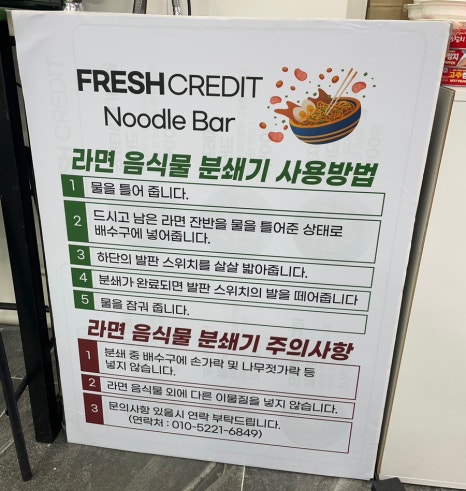 FRESH CREDIT
Noodle Bar
라면 음식물 분쇄기 사용방법
1 물을 틀어 줍니다.
2 드시고 남은 라면 잔반을 물을 틀어준 상태로
배수구에 넣어줍니다.
3 하단의 발판 스위치를 살살 밟아줍니다.
4 분쇄가 완료되면 발판 스위치의 발을 떼어줍니다
5 물을 잠궈 줍니다.
라면 음식물 분쇄기 주의사항
1 분쇄 중 배수구에 손가락 및 나무젓가락 등
넣지 않습니다.
2 라면 음식물 외에 다른 이물질을 넣지 않습니다.
3 문의사항 있을시 연락 부탁드립니다.
(연락처 : 010-5221-6849)